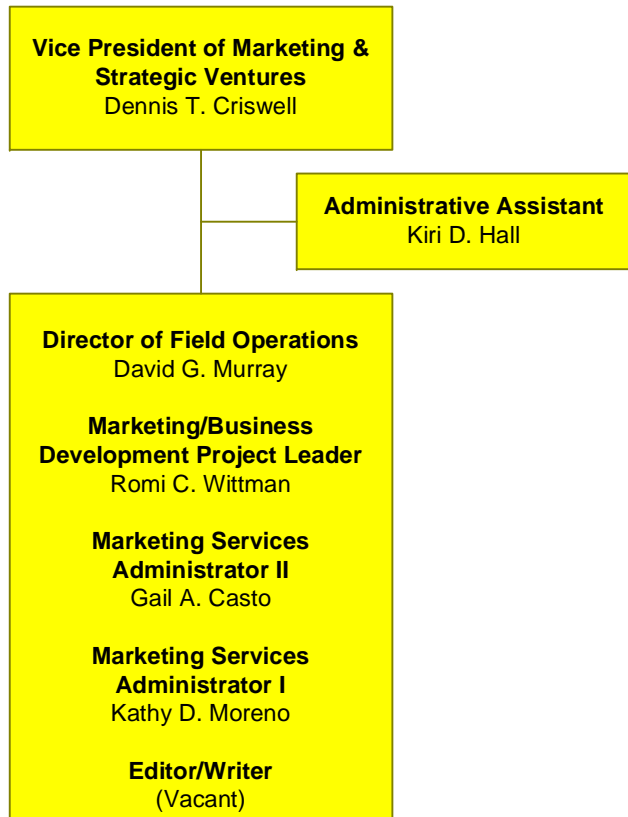 Vice President of Marketing &
Strategic Ventures
Dennis T. Criswell
Administrative Assistant
Kiri D. Hall
Director of Field Operations
David G. Murray
Marketing/Business
Development Project Leader
Romi C. Wittman
Marketing Services
Administrator II
Gail A. Casto
Marketing Services
Administrator I
Kathy D. Moreno
Editor/Writer
(Vacant)